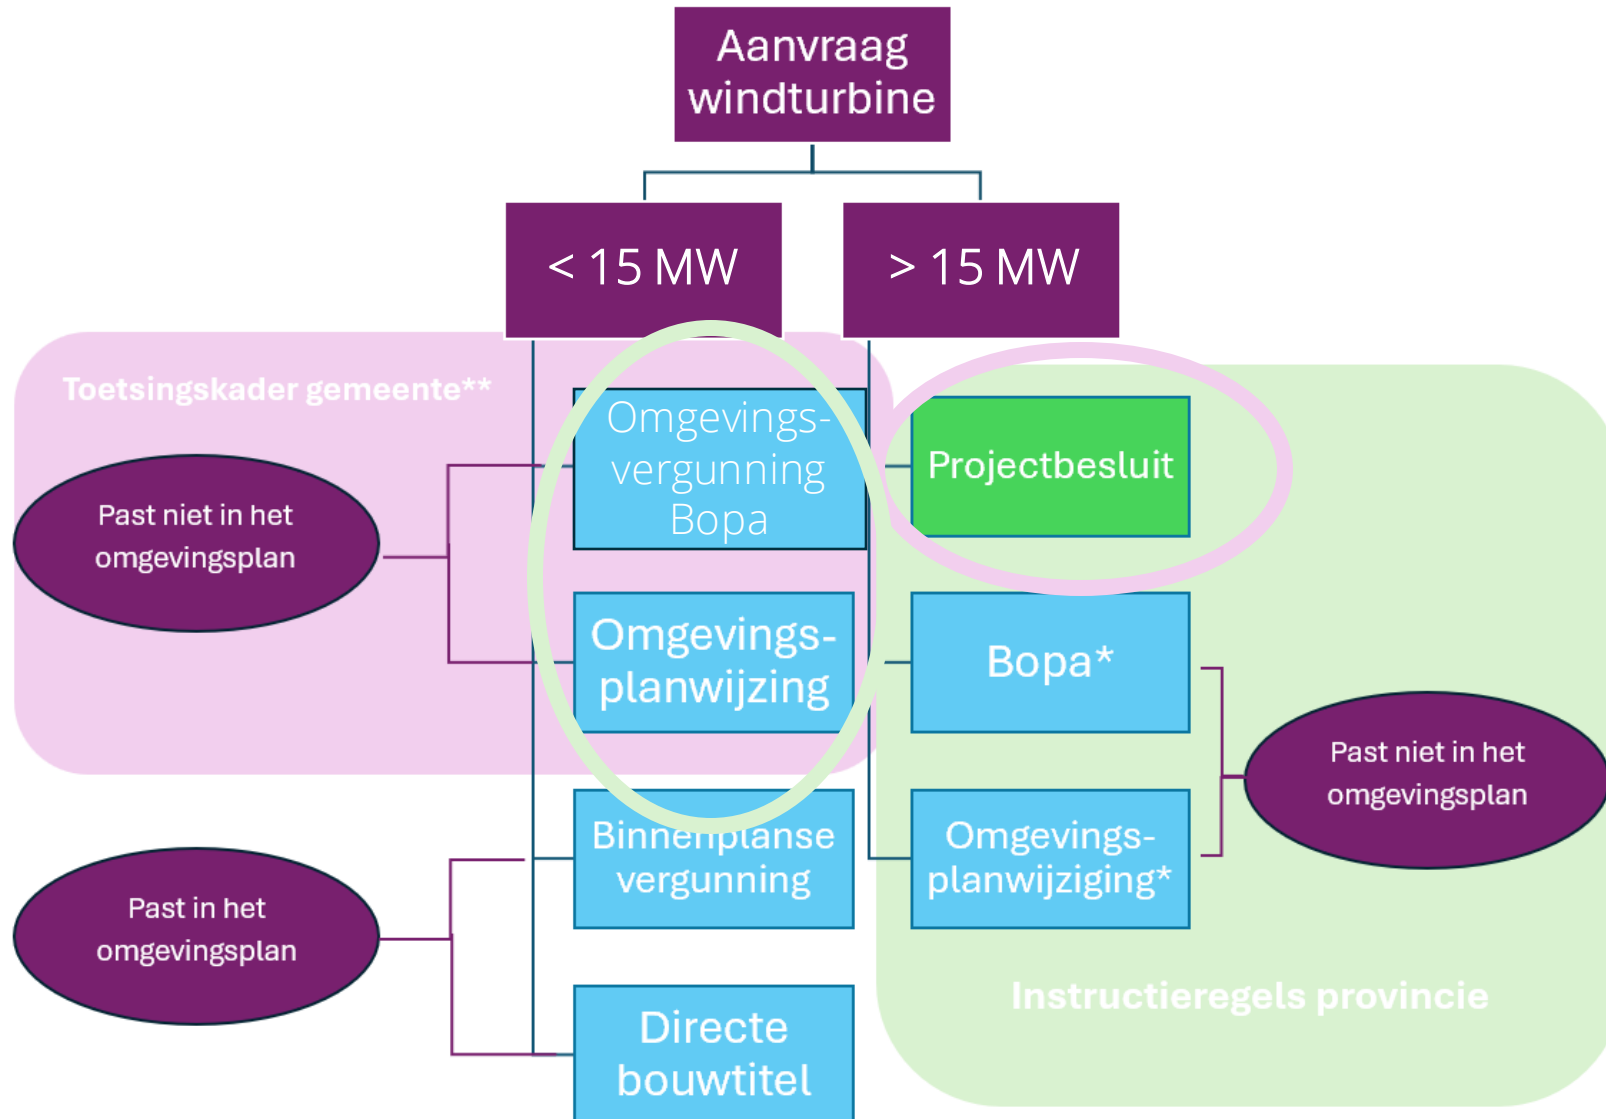 Aanvraag
windturbine
< 15 MW
> 15 MW
Toetsingskader gemeente**
Past niet in het
omgevingsplan
Omgevings-
vergunning
Bopa
Projectbesluit
Omgevings-
planwijzing
Bopa*
Past niet in het
omgevingsplan
Binnenplanse
vergunning
Omgevings-
planwijziging*
Past in het
omgevingsplan
Instructieregels provincie
Directe
bouwtitel